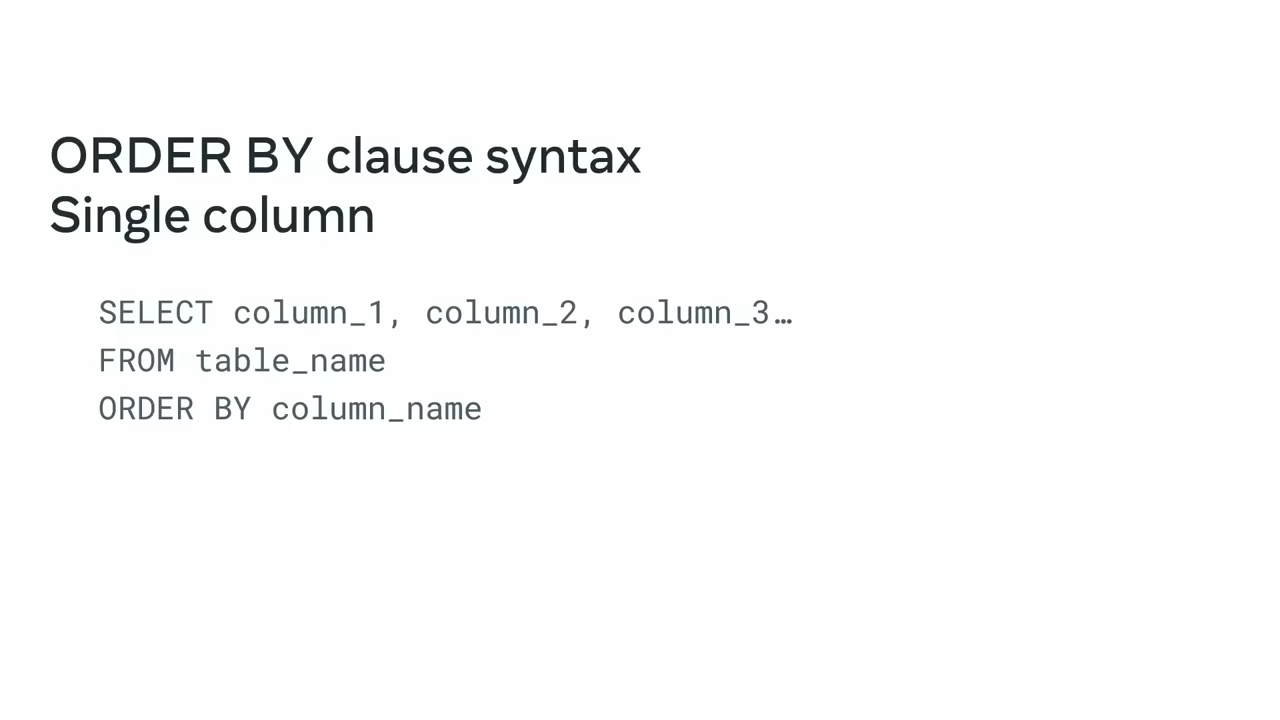 ORDER BY clause syntax
Single column
SELECT column_1, column_2, column_3…
FROM table_name
ORDER BY column_name